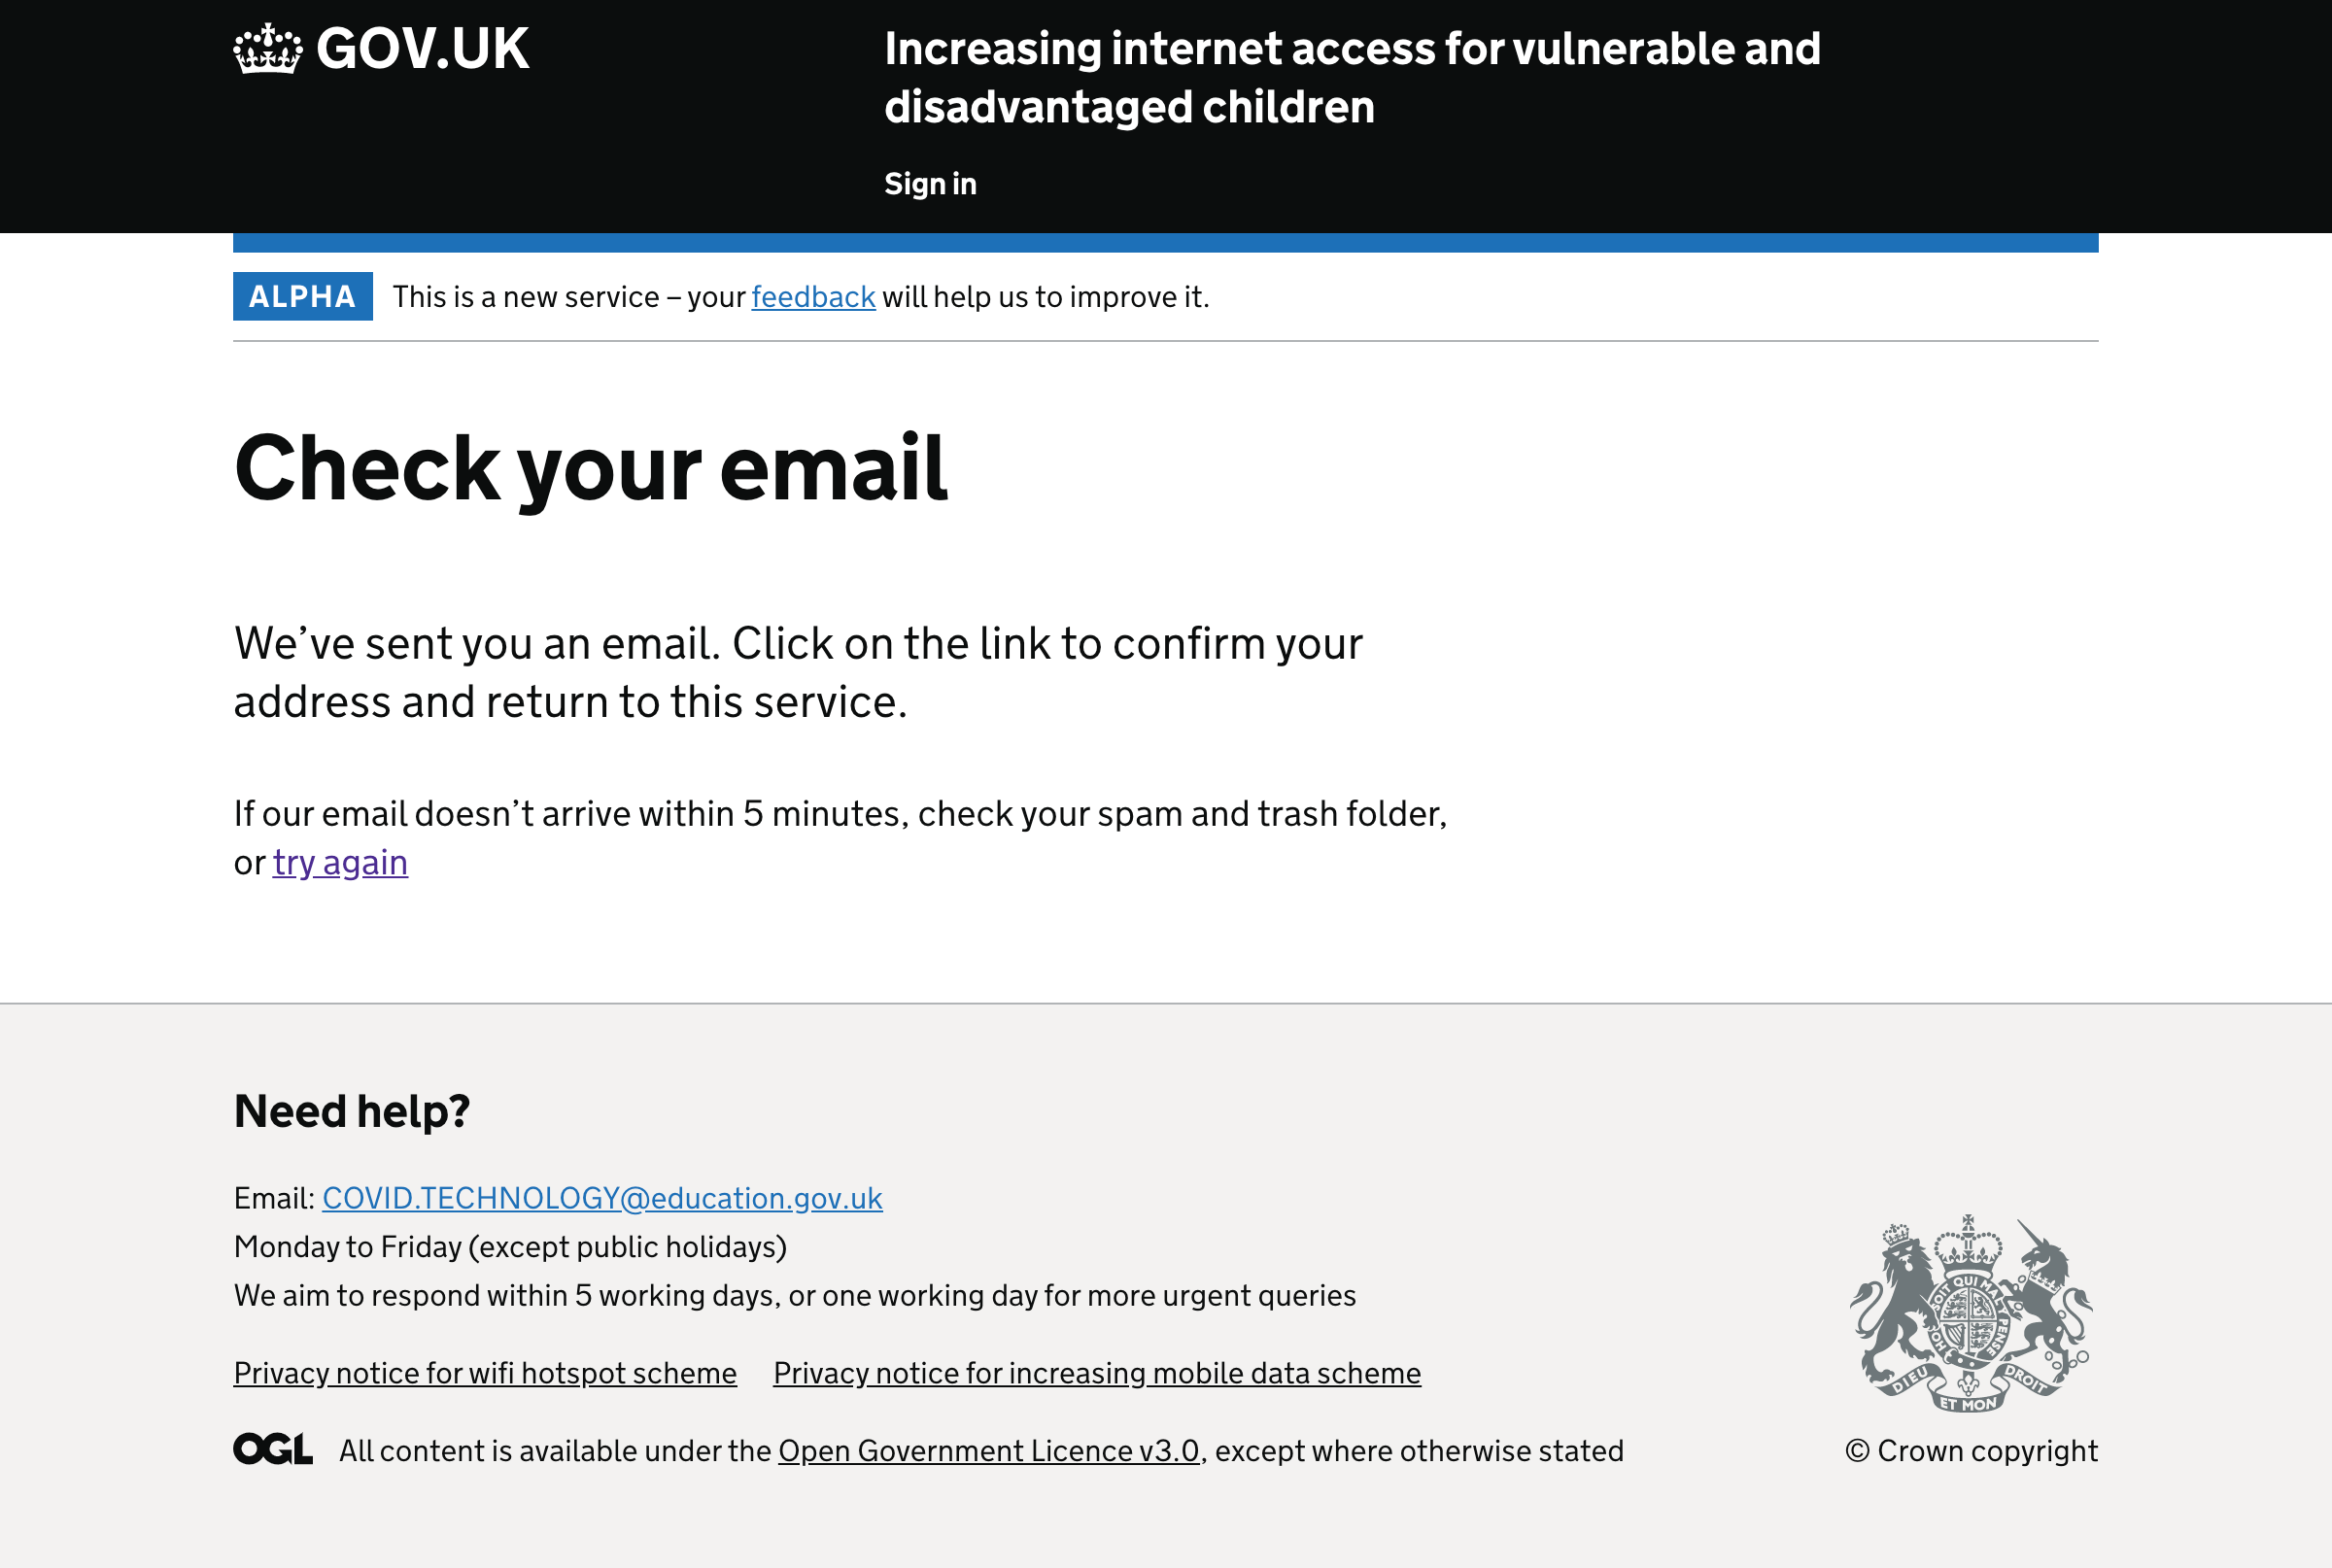 GOV.UK
Increasing internet access for vulnerable and
disadvantaged children
Sign in
ALPHA This is a new service – your feedback will help us to improve it.
Check your email
We’ve sent you an email. Click on the link to confirm your
address and return to this service.
If our email doesn’t arrive within 5 minutes, check your spam and trash folder,
or try again
Need help?
Email: COVID.TECHNOLOGY@education.gov.uk
Monday to Friday (except public holidays)
We aim to respond within 5 working days, or one working day for more urgent queries
Privacy notice for wifi hotspot scheme Privacy notice for increasing mobile data scheme
OGL All content is available under the Open Government Licence v3.0, except where otherwise stated
SOIT QUI MAL PENSE
DIEU ET MON DROIT
© Crown copyright